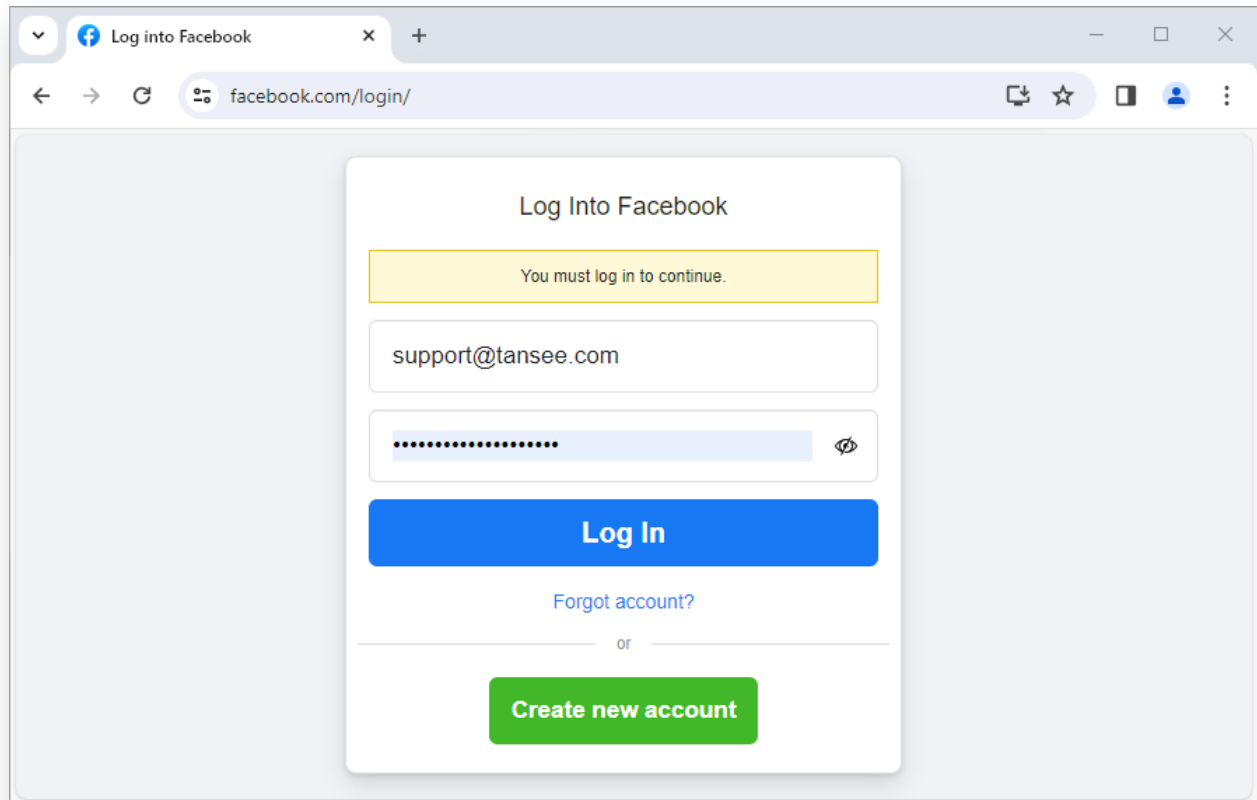 Log into Facebook
facebook.com/login/
Log Into Facebook
You must log in to continue.
support@tansee.com
••••••••••••••••••••
Log In
Forgot account?
or
Create new account